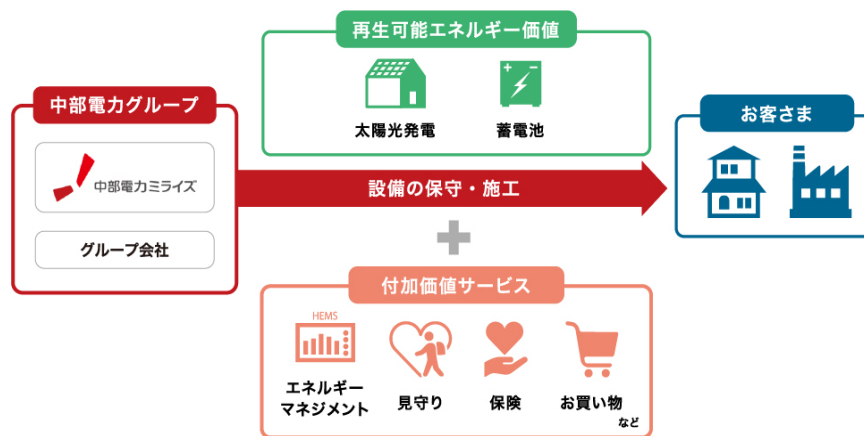 再生可能エネルギー価値
太陽光発電
蓄電池
中部電力グループ
中部電力ミライズ
グループ会社
設備の保守・施工
お客さま
付加価値サービス
HEMS
エネルギー
マネジメント
見守り
保険
お買い物
など